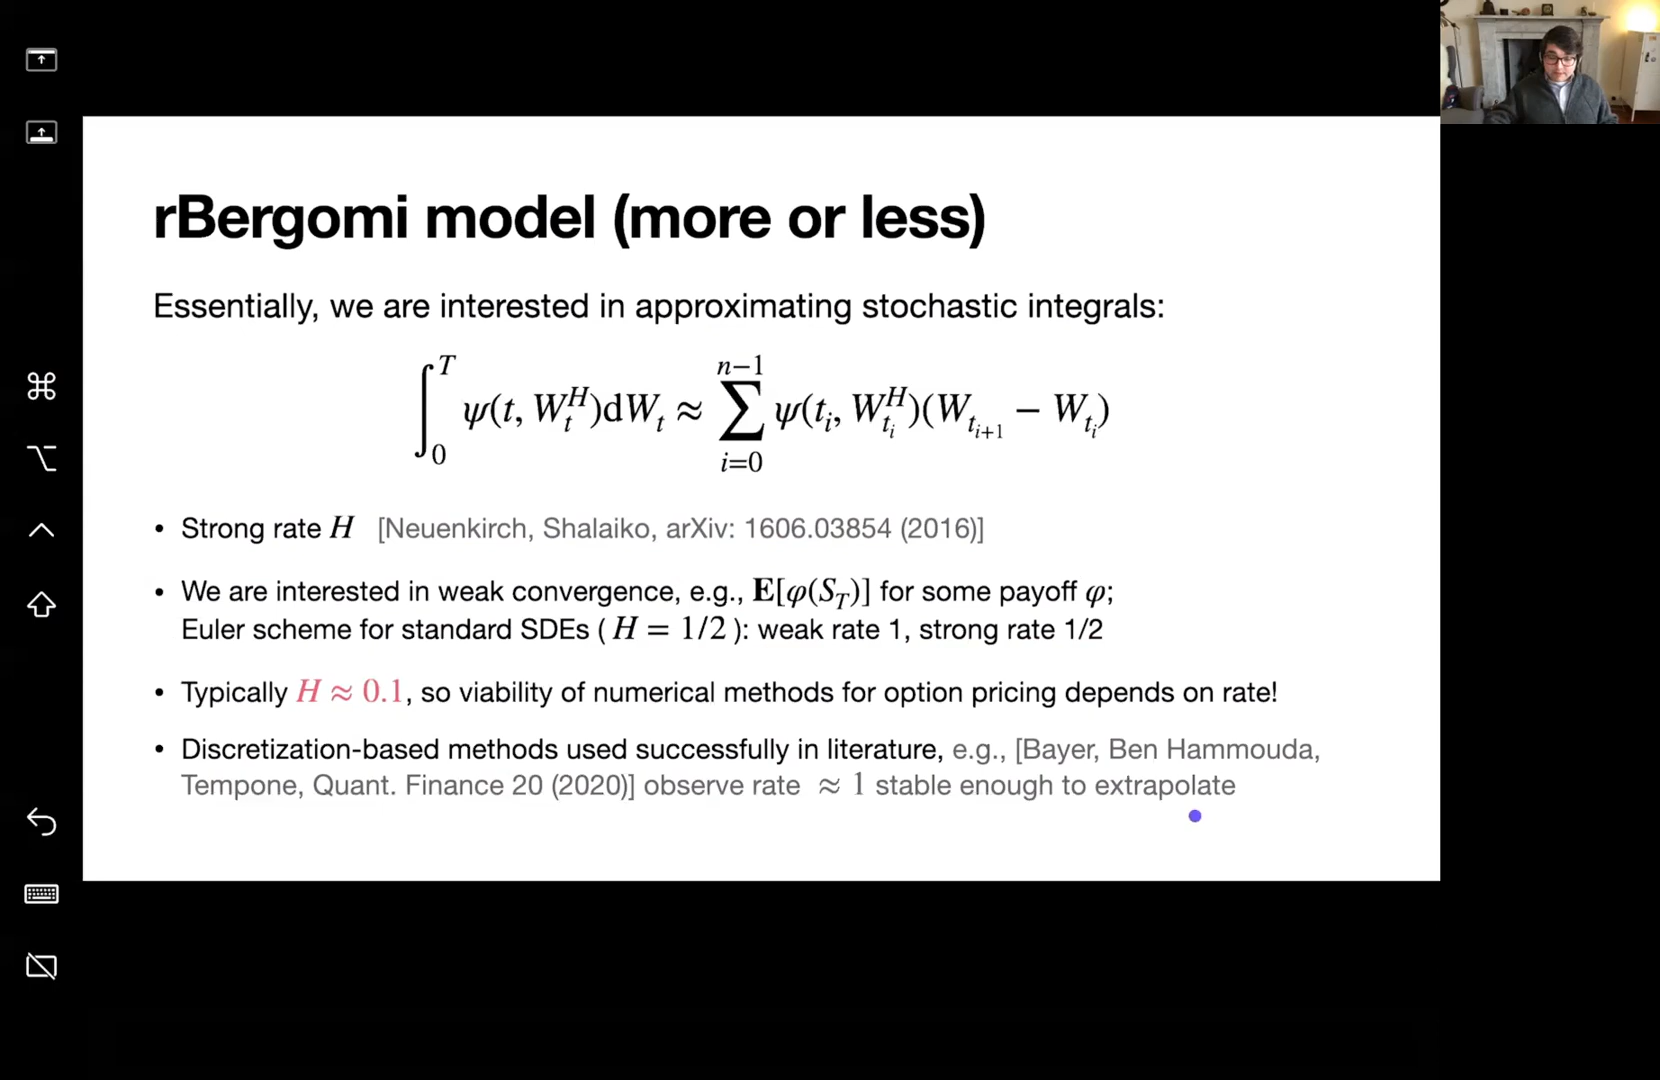 rBergomi model (more or less)
Essentially, we are interested in approximating stochastic integrals:
∫_0^T ψ(t, W_t^H)dW_t ≈ ∑_{i=0}^{n−1} ψ(t_i, W_{t_i}^H)(W_{t_{i+1}} − W_{t_i})
• Strong rate H [Neuenkirch, Shalaiko, arXiv: 1606.03854 (2016)]
• We are interested in weak convergence, e.g., E[φ(S_T)] for some payoff φ;
Euler scheme for standard SDEs ( H = 1/2 ): weak rate 1, strong rate 1/2
• Typically H ≈ 0.1, so viability of numerical methods for option pricing depends on rate!
• Discretization-based methods used successfully in literature, e.g., [Bayer, Ben Hammouda,
Tempone, Quant. Finance 20 (2020)] observe rate ≈ 1 stable enough to extrapolate